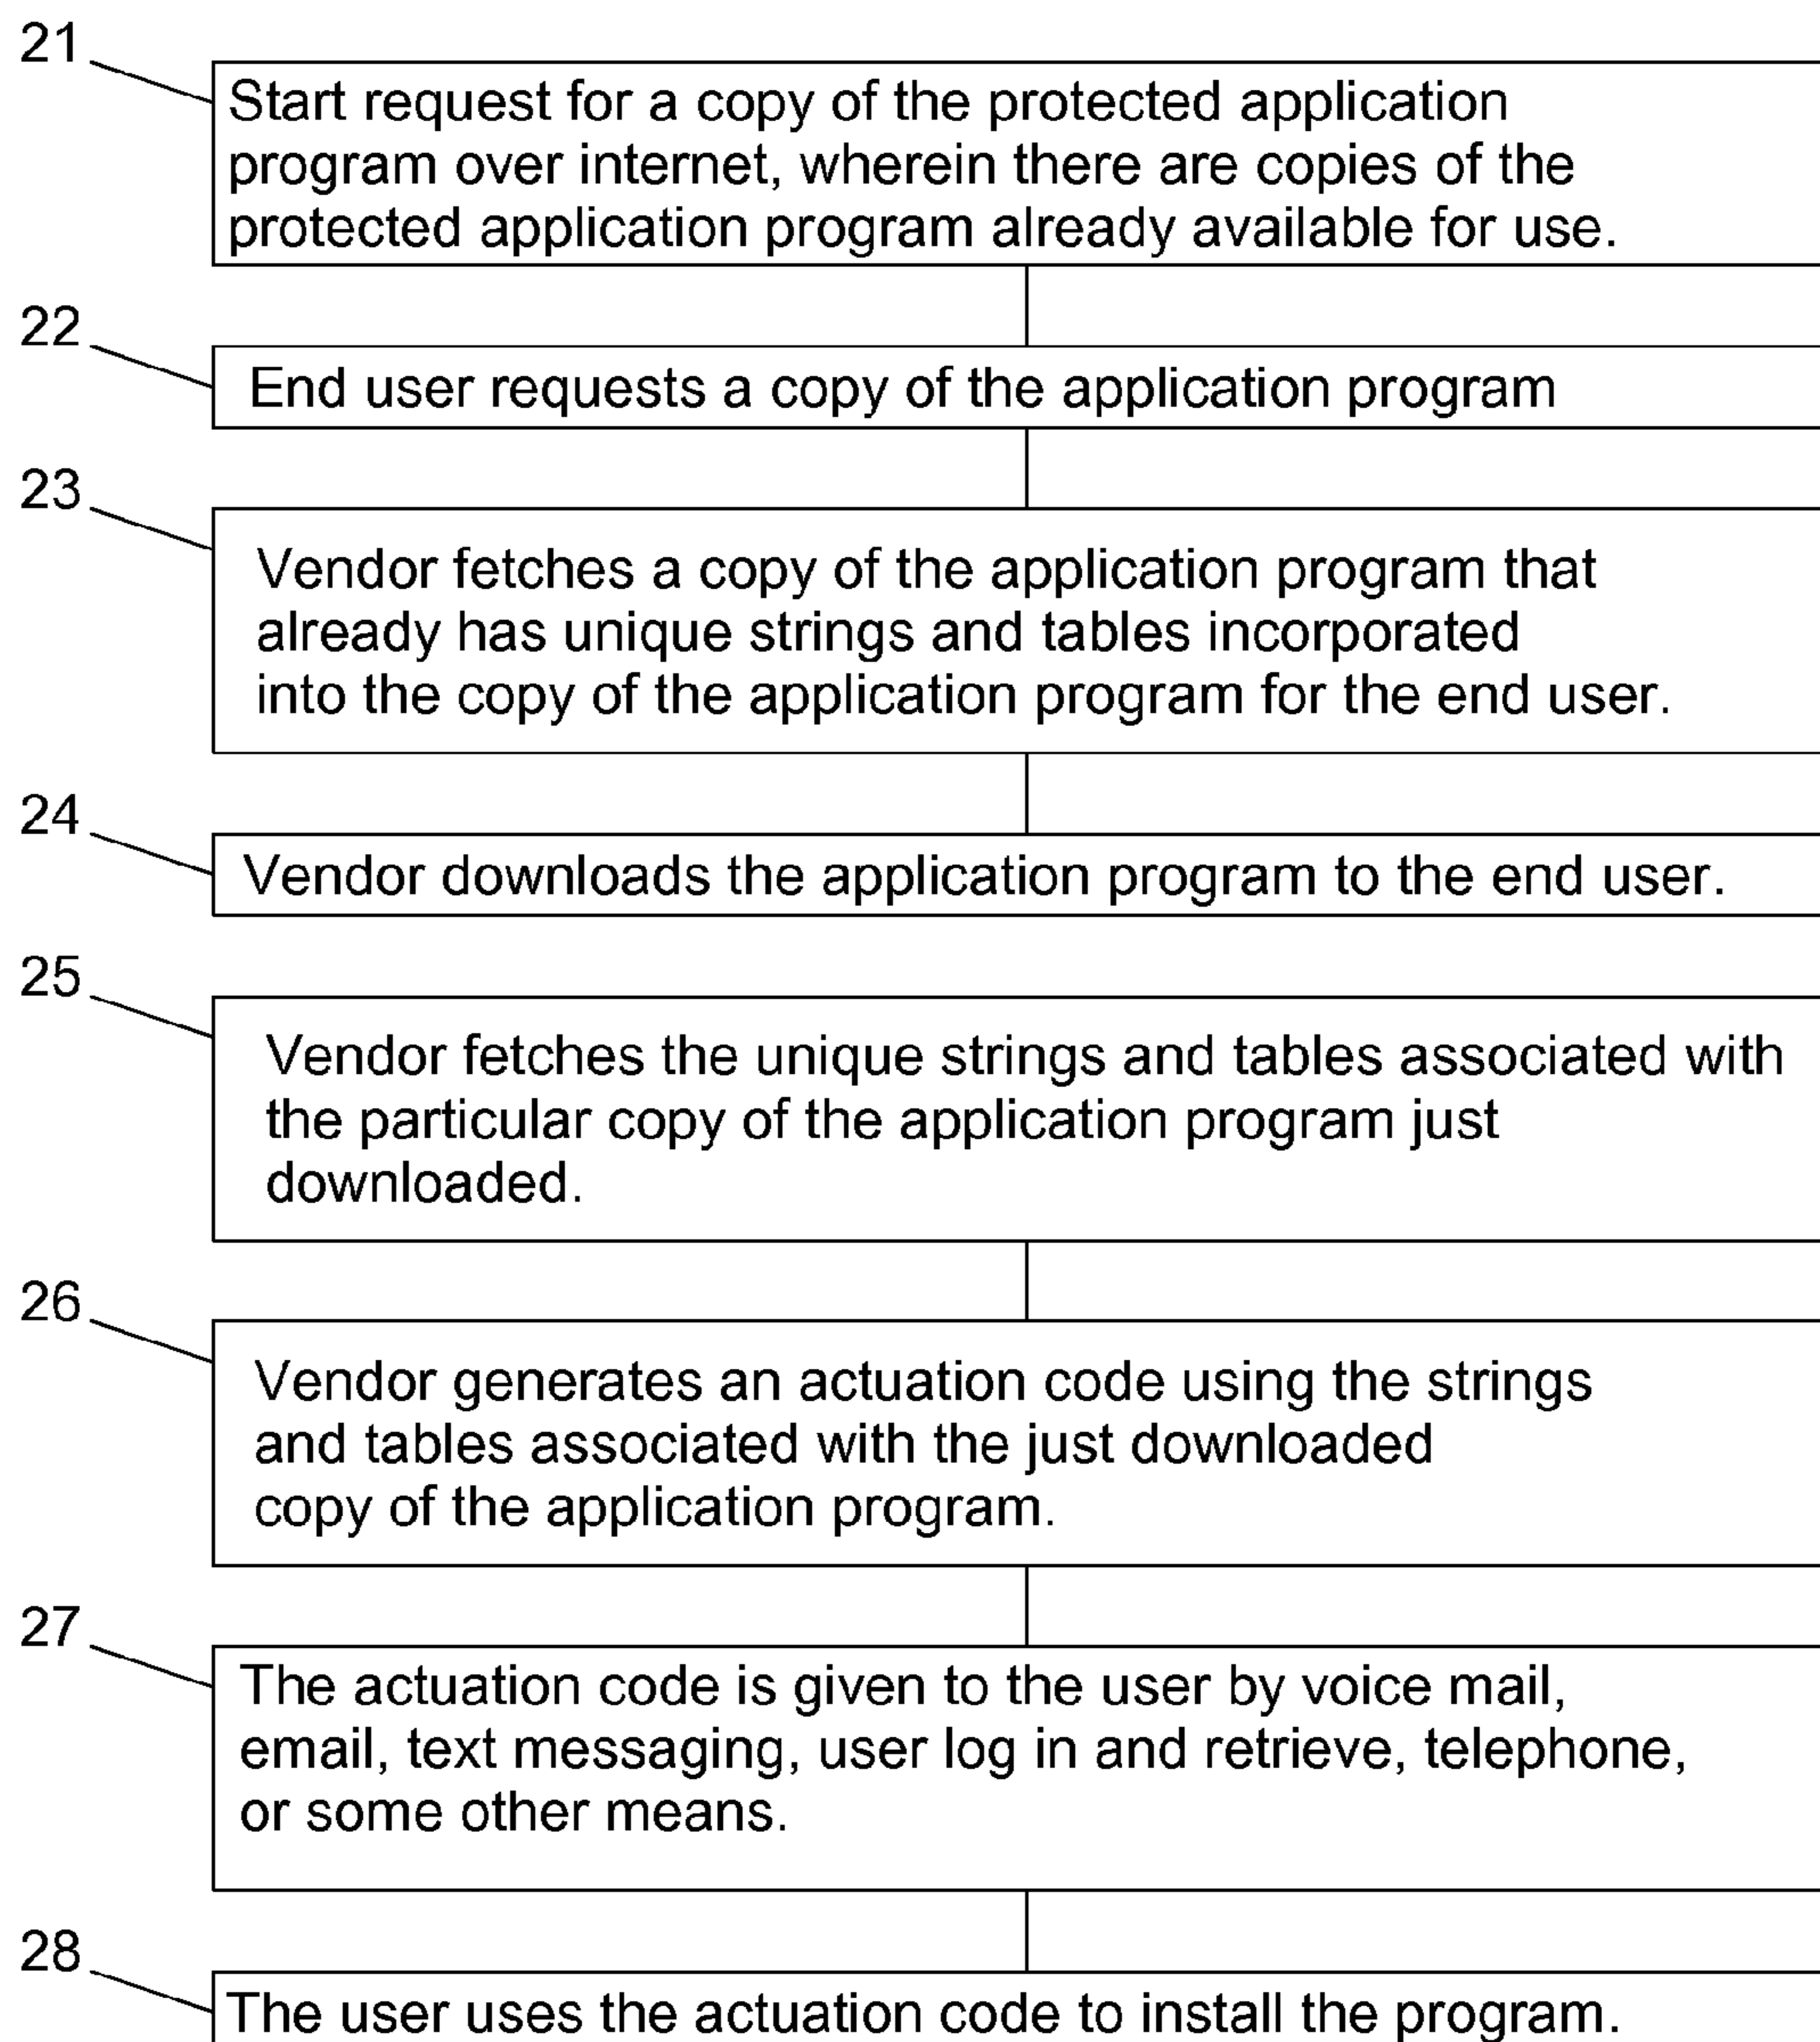 21
Start request for a copy of the protected application
program over internet, wherein there are copies of the
protected application program already available for use.
22
End user requests a copy of the application program
23
Vendor fetches a copy of the application program that
already has unique strings and tables incorporated
into the copy of the application program for the end user.
24
Vendor downloads the application program to the end user.
25
Vendor fetches the unique strings and tables associated with
the particular copy of the application program just
downloaded.
26
Vendor generates an actuation code using the strings
and tables associated with the just downloaded
copy of the application program.
27
The actuation code is given to the user by voice mail,
email, text messaging, user log in and retrieve, telephone,
or some other means.
28
The user uses the actuation code to install the program.